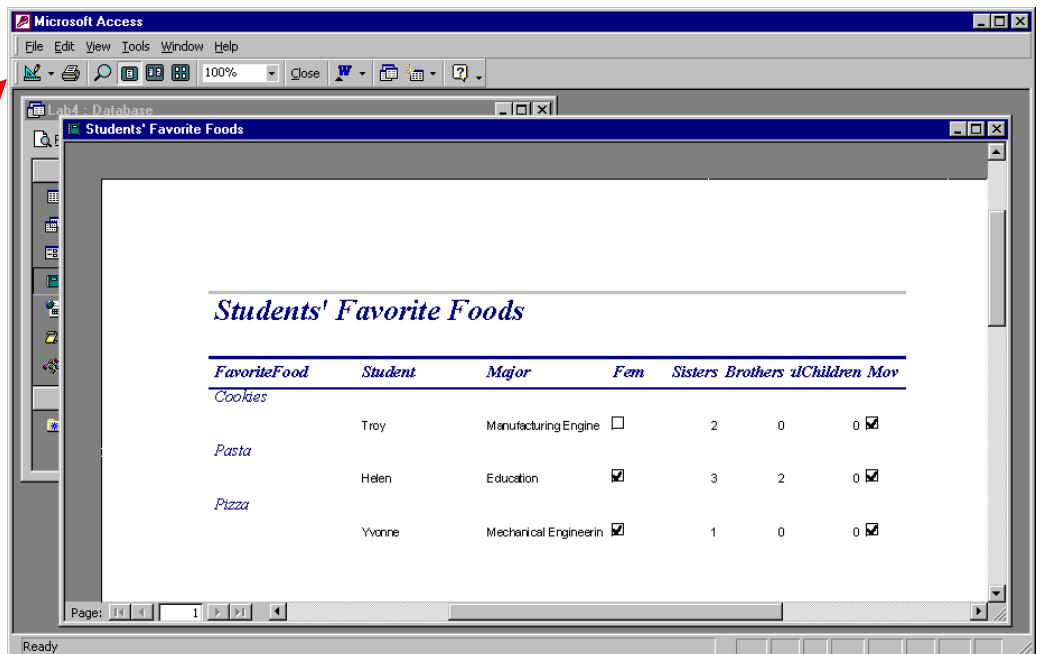 Microsoft Access
File Edit View Tools Window Help
100% Close
Lab4 : Database
Students' Favorite Foods
Students' Favorite Foods
FavoriteFood Student Major Fem Sisters Brothers ulChildren Mov
Cookies
Troy Manufacturing Engine 2 0 0
Pasta
Helen Education 3 2 0
Pizza
Yvonne Mechanical Engineerin 1 0 0
Page: 1
Ready